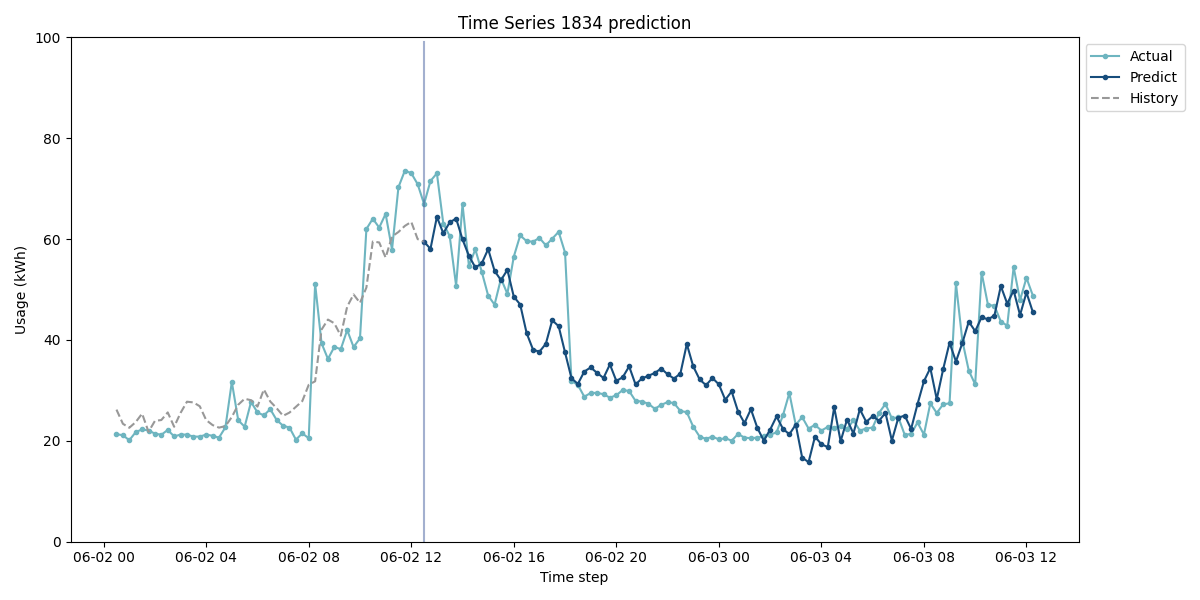 Time Series 1834 prediction
Usage (kWh)
100
80
60
40
20
0
06-02 00
06-02 04
06-02 08
06-02 12
06-02 16
06-02 20
06-03 00
06-03 04
06-03 08
06-03 12
Time step
Actual
Predict
History